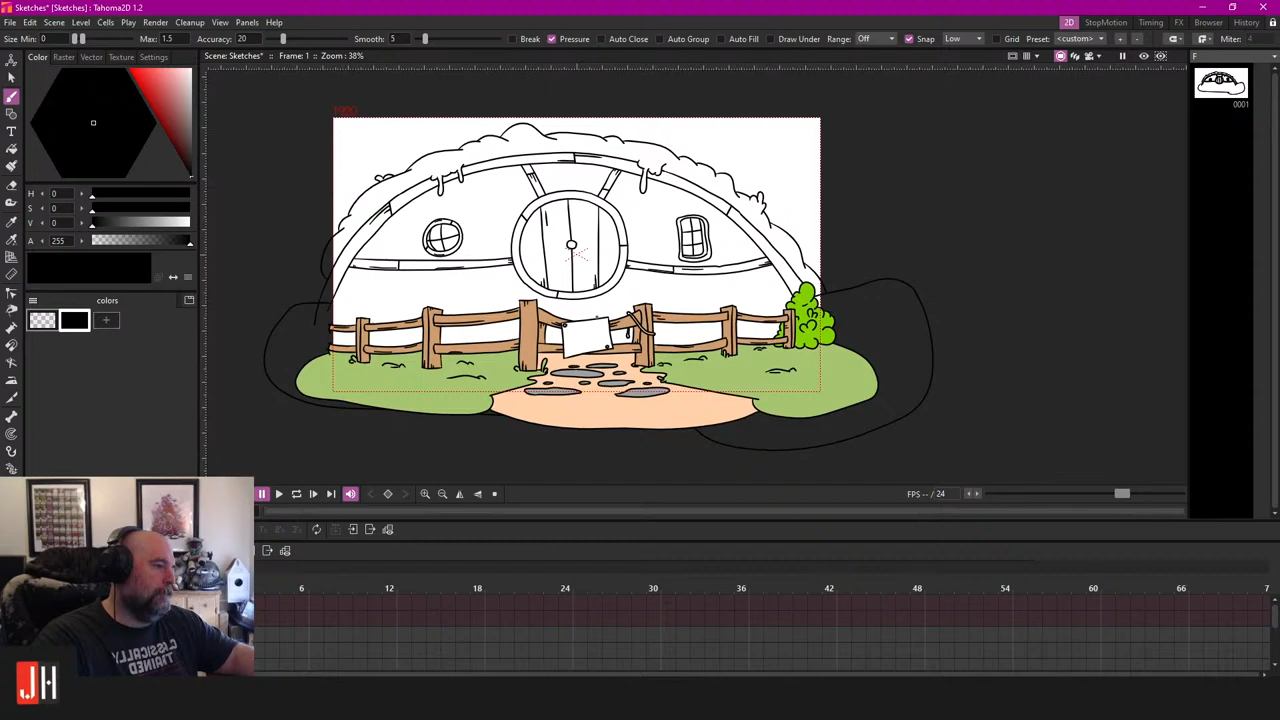 Sketches* [Sketches] : Tahoma2D 1.2
File Edit Scene Level Cells Play Render Cleanup View Panels Help
2D StopMotion Timing FX Browser History
Size Min: 0 Max: 1.5 Accuracy: 20 Smooth: 5 Break Pressure Auto Close Auto Group Auto Fill Draw Under Range: Off Snap Low Grid Preset: <custom> + - Miter: 4
Color Raster Vector Texture Settings
Scene: Sketches* :: Frame: 1 :: Zoom : 38%
F
0001
H 0
S 0
V 0
A 255
colors
FPS -- / 24
6 12 18 24 30 36 42 48 54 60 66 7
CLASSICALLY
TRAINED
JH